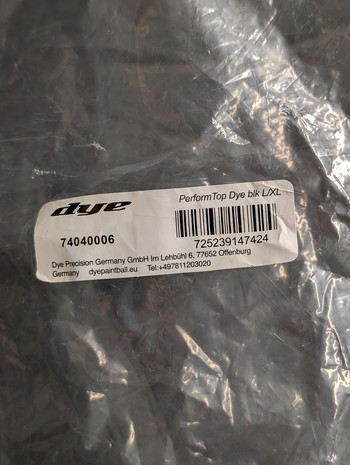 dye
PerformTop Dye blk L/XL
74040006
725239147424
Dye Precision Germany GmbH Im Lehbühl 6, 77652 Offenburg
Germany dyepaintball.eu Tel:+497811203020